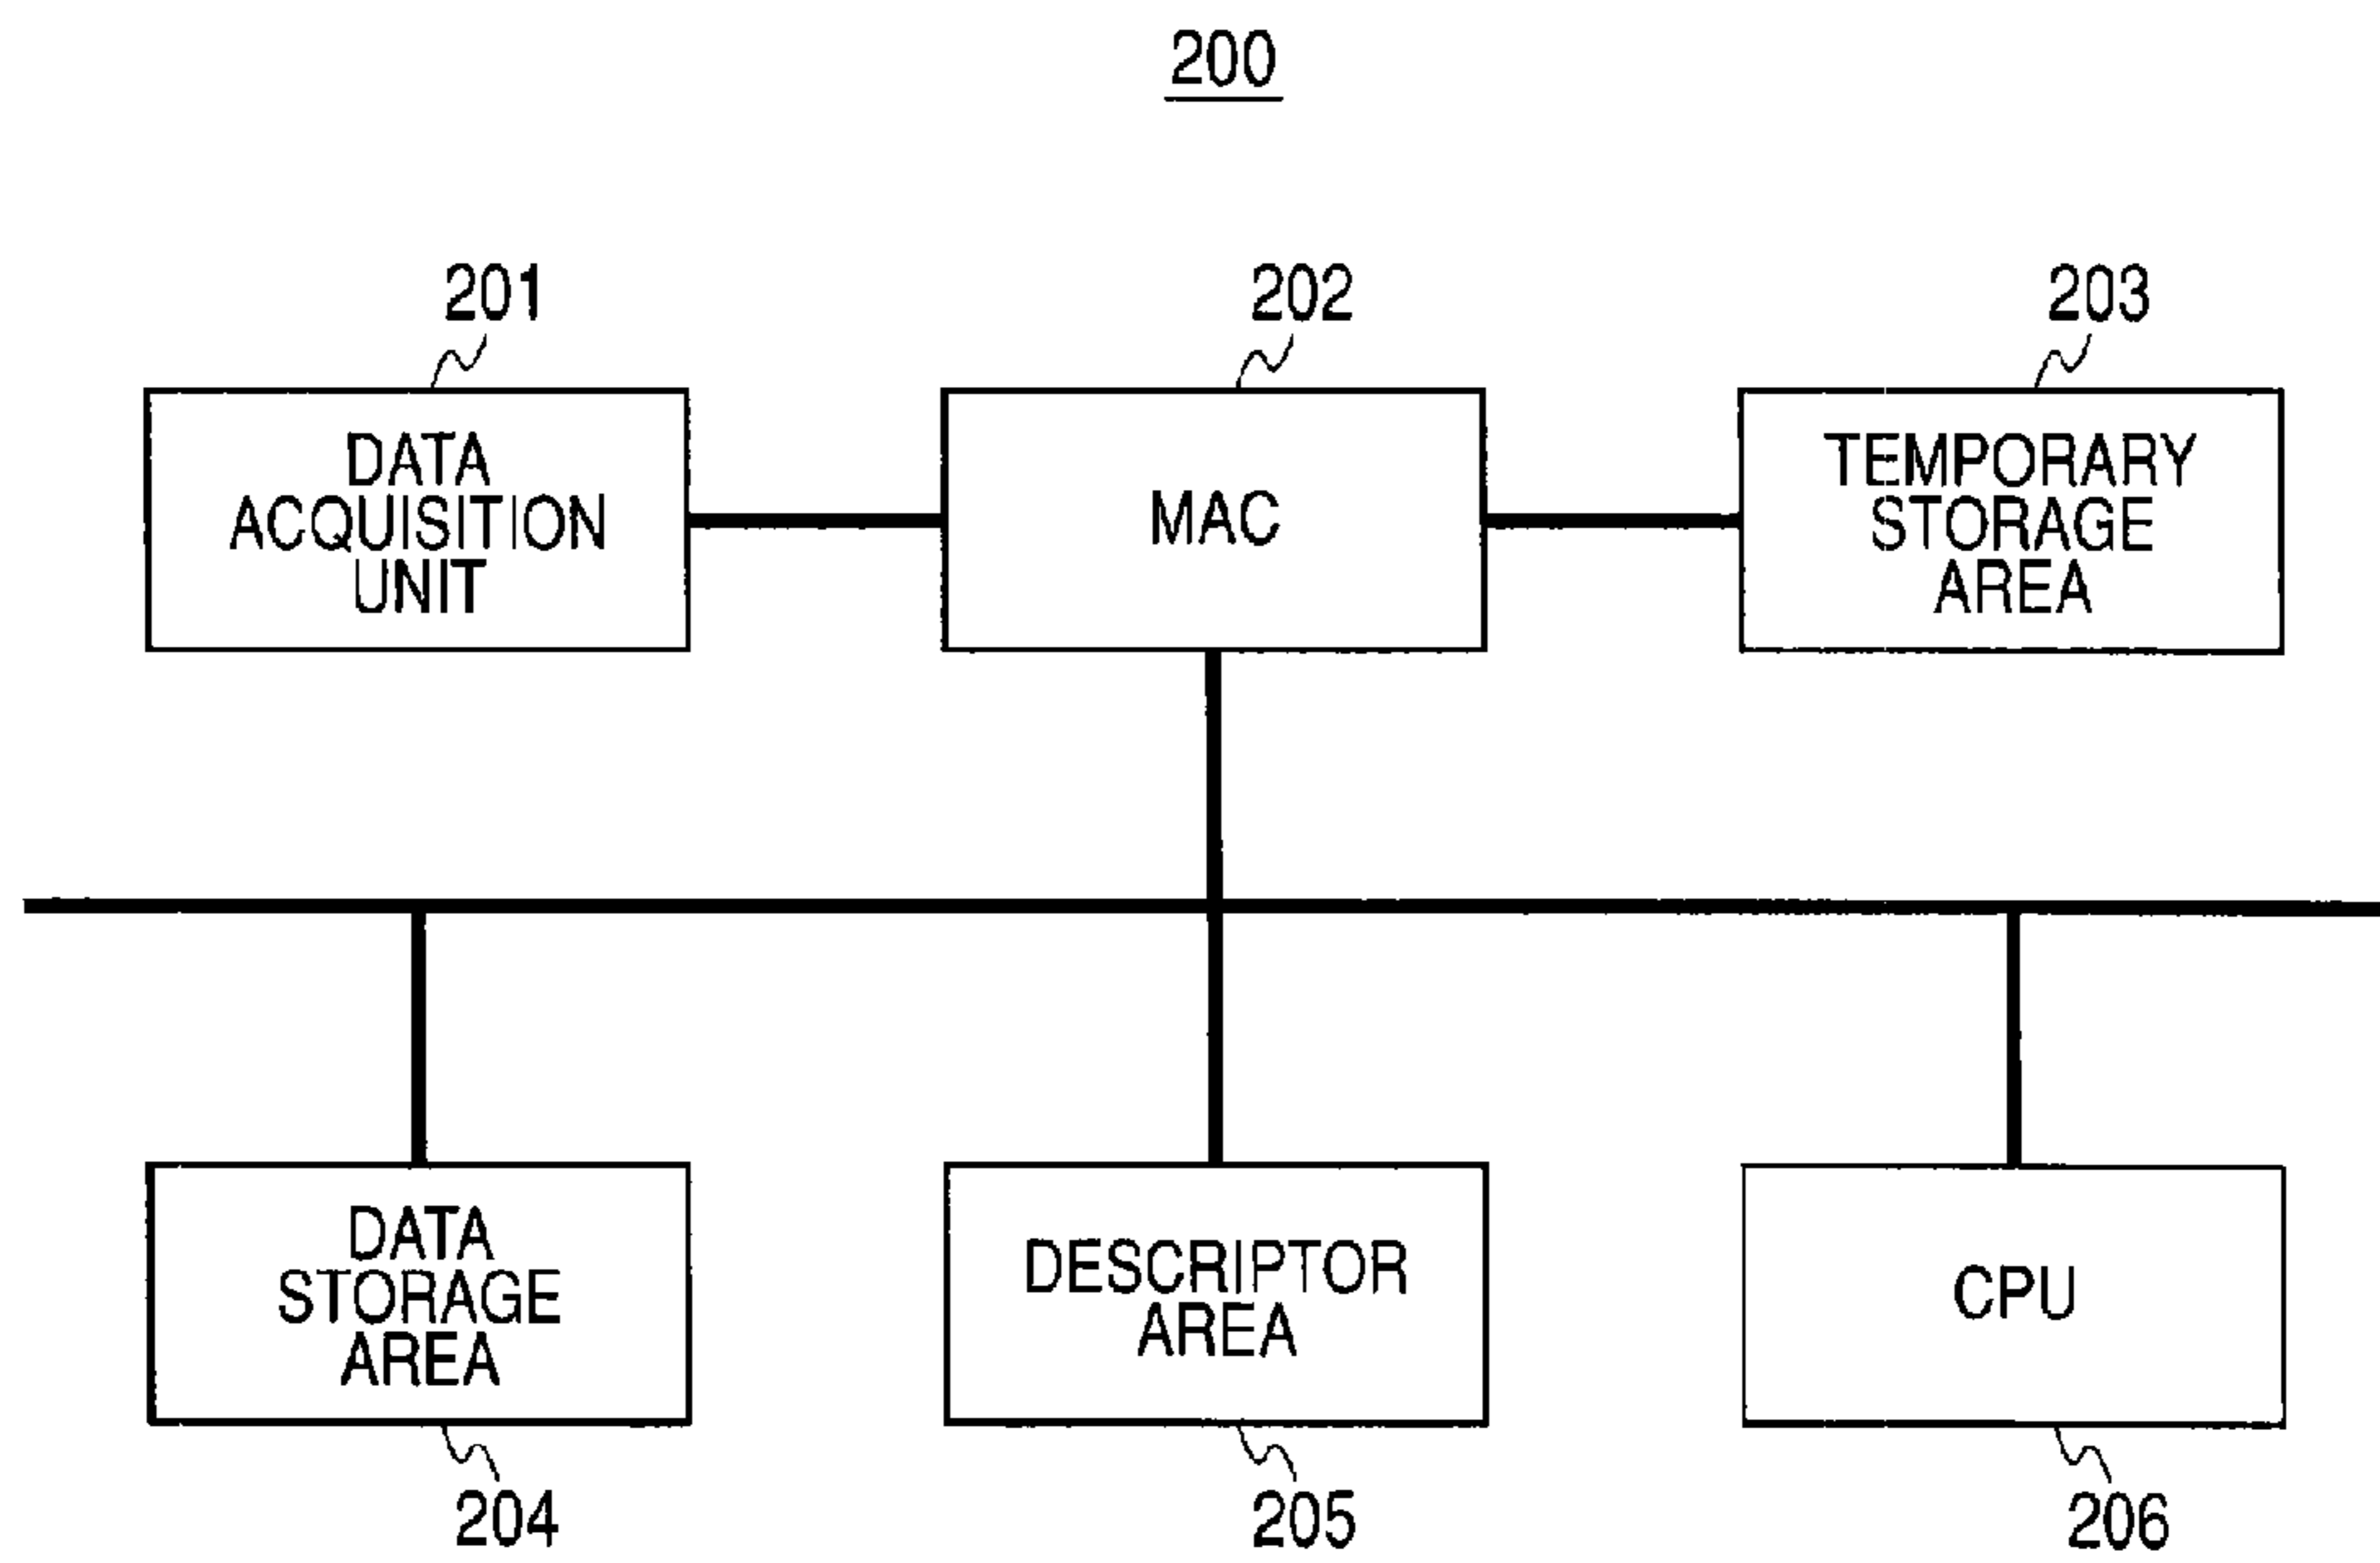 200
201
202
203
DATA
ACQUISITION
UNIT
MAC
TEMPORARY
STORAGE
AREA
DATA
STORAGE
AREA
DESCRIPTOR
AREA
CPU
204
205
206